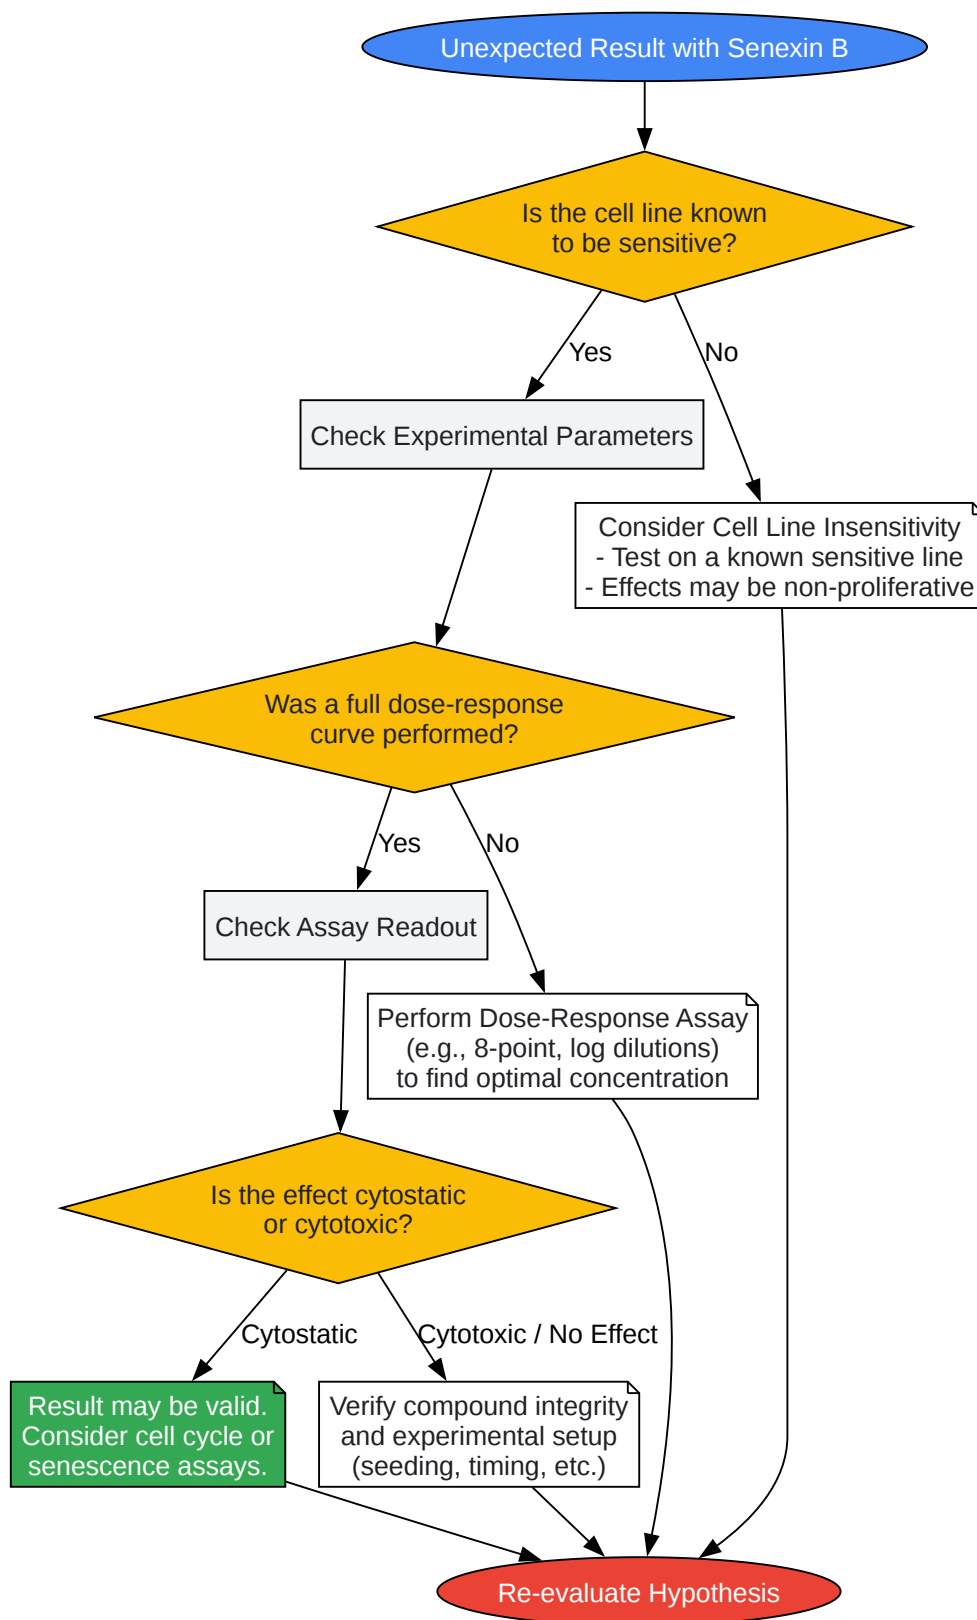 Unexpected Result with Senexin B
Is the cell line known
to be sensitive?
Yes
No
Check Experimental Parameters
Consider Cell Line Insensitivity
- Test on a known sensitive line
- Effects may be non-proliferative
Was a full dose-response
curve performed?
Yes
No
Check Assay Readout
Perform Dose-Response Assay
(e.g., 8-point, log dilutions)
to find optimal concentration
Is the effect cytostatic
or cytotoxic?
Cytostatic
Cytotoxic / No Effect
Result may be valid.
Consider cell cycle or
senescence assays.
Verify compound integrity
and experimental setup
(seeding, timing, etc.)
Re-evaluate Hypothesis